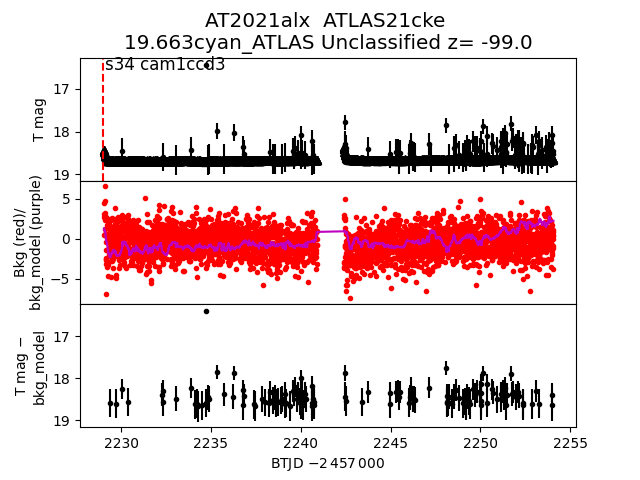 AT2021alx ATLAS21cke
19.663cyan_ATLAS Unclassified z= -99.0
s34 cam1ccd3
T mag
17
18
19
Bkg (red)/
bkg_model (purple)
5
0
−5
T mag −
bkg_model
17
18
19
2230
2235
2240
2245
2250
2255
BTJD −2 457 000